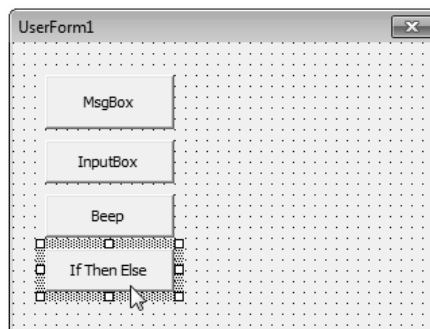 UserForm1
MsgBox
InputBox
Beep
If Then Else